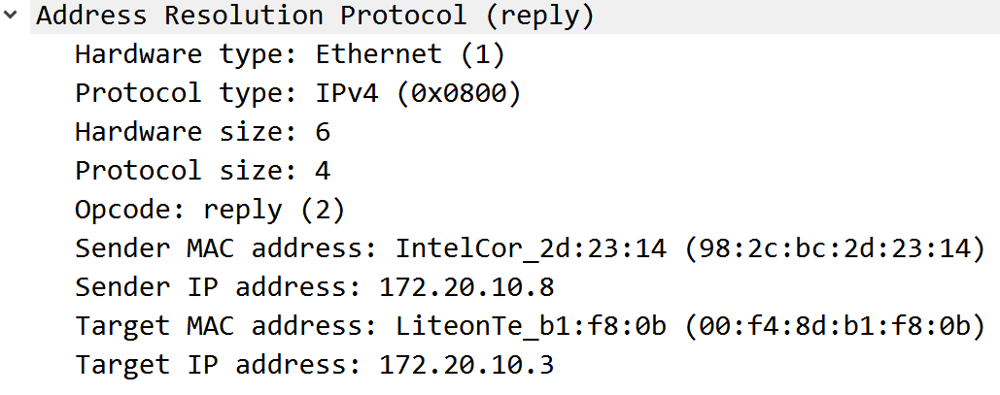 Address Resolution Protocol (reply)
Hardware type: Ethernet (1)
Protocol type: IPv4 (0x0800)
Hardware size: 6
Protocol size: 4
Opcode: reply (2)
Sender MAC address: IntelCor_2d:23:14 (98:2c:bc:2d:23:14)
Sender IP address: 172.20.10.8
Target MAC address: LiteonTe_b1:f8:0b (00:f4:8d:b1:f8:0b)
Target IP address: 172.20.10.3